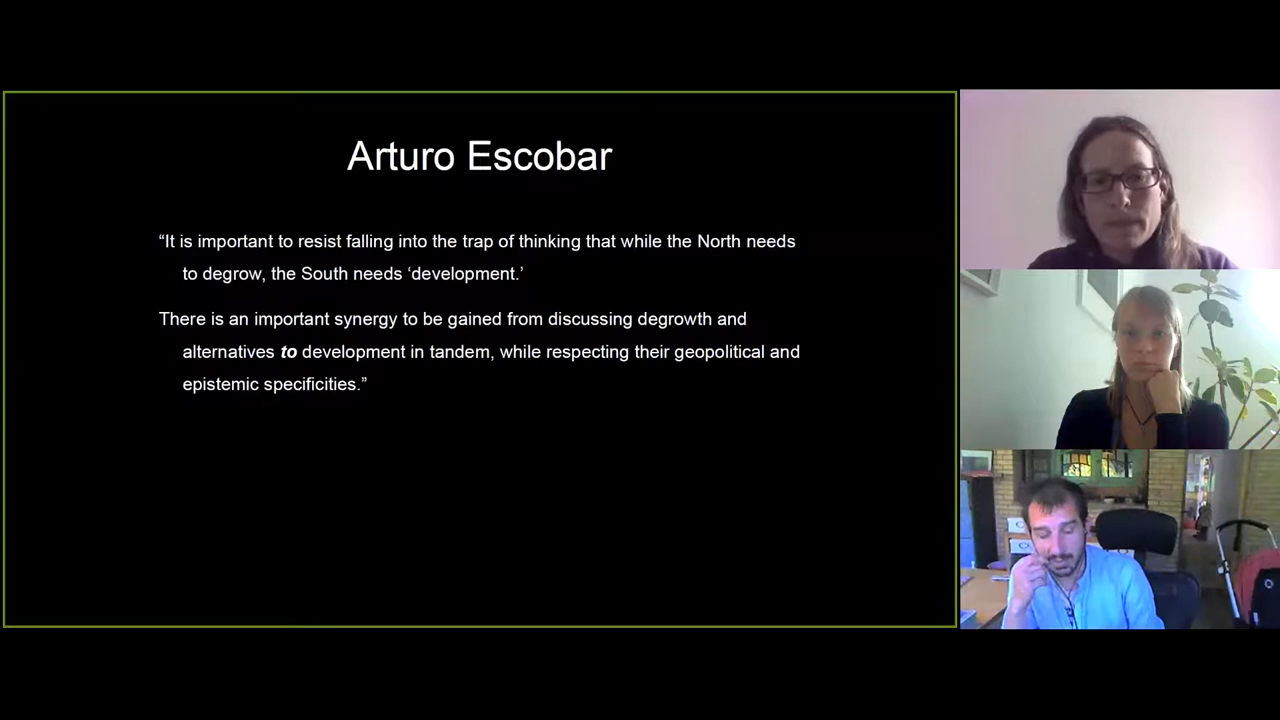 Arturo Escobar
“It is important to resist falling into the trap of thinking that while the North needs
to degrow, the South needs ‘development.’
There is an important synergy to be gained from discussing degrowth and
alternatives to development in tandem, while respecting their geopolitical and
epistemic specificities.”